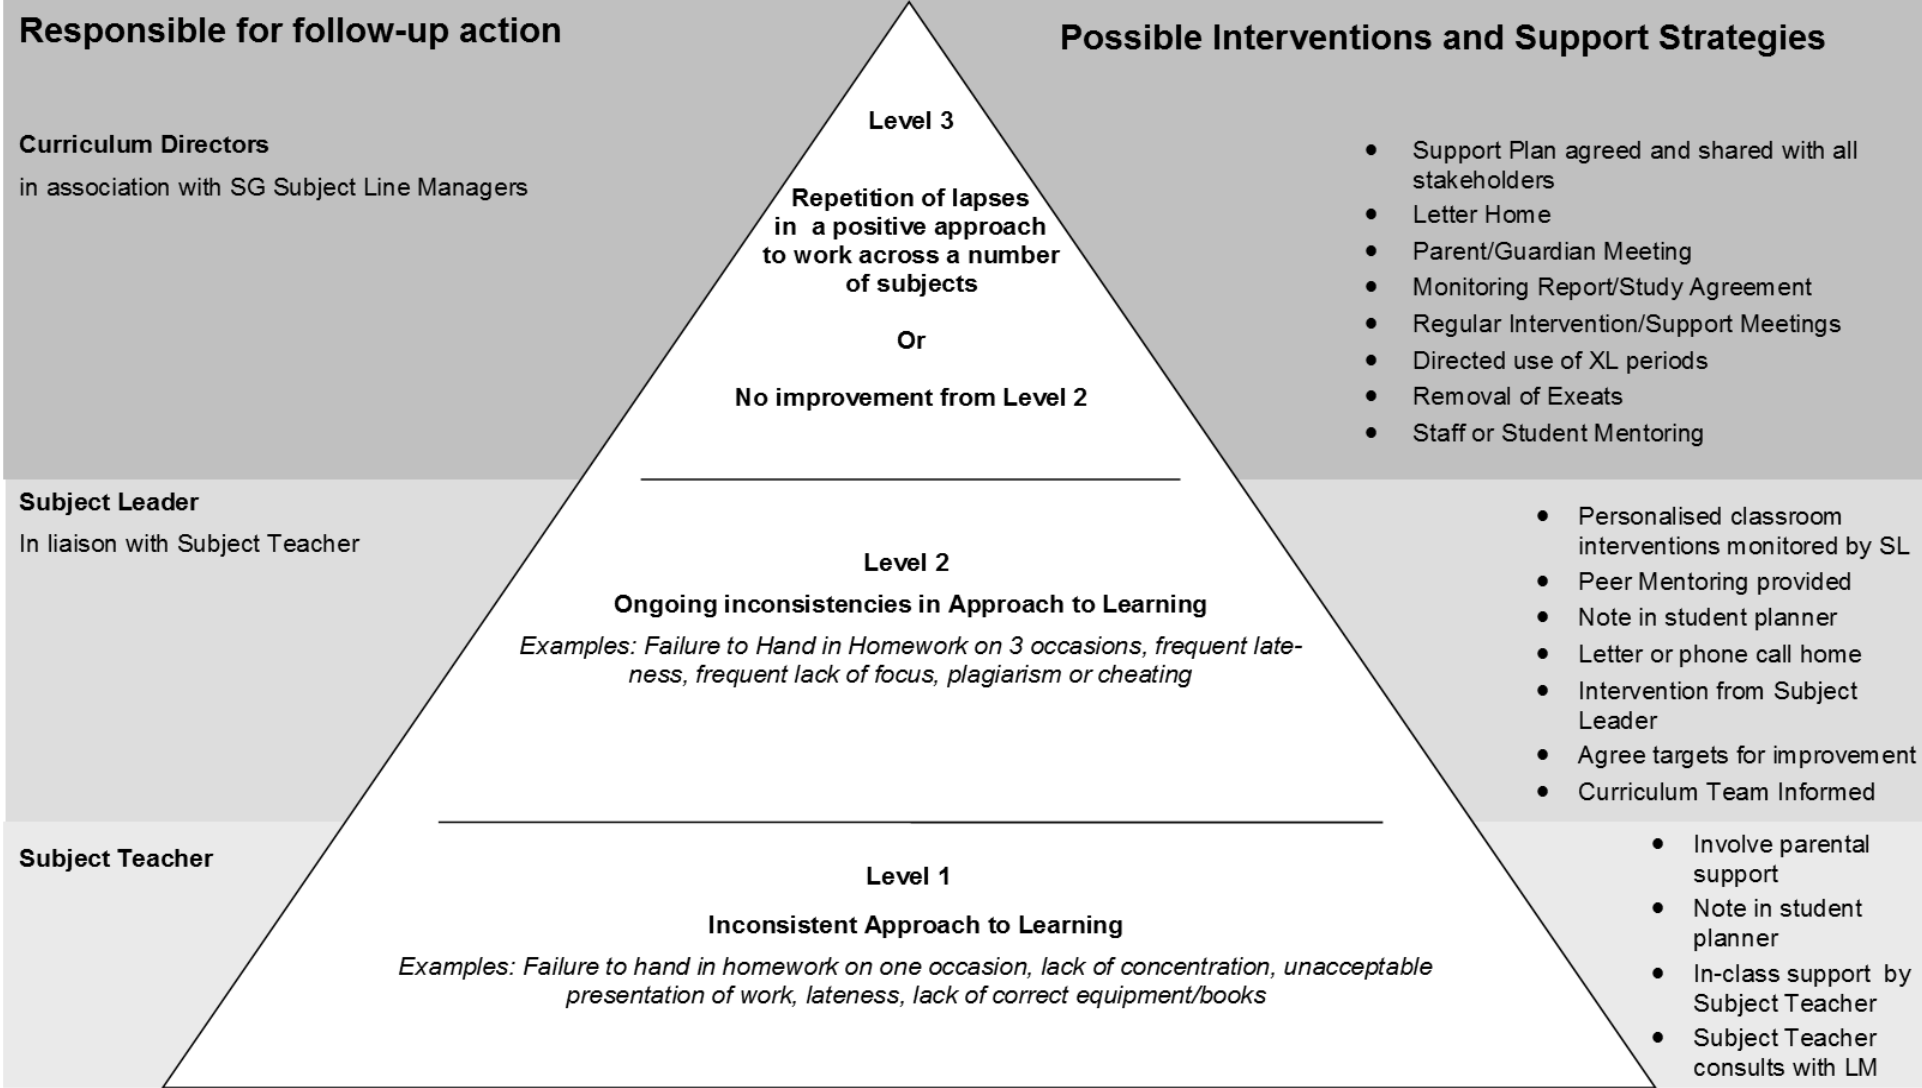 Responsible for follow-up action
Possible Interventions and Support Strategies
Curriculum Directors
in association with SG Subject Line Managers
Level 3
Repetition of lapses
in a positive approach
to work across a number
of subjects
Or
No improvement from Level 2
• Support Plan agreed and shared with all
stakeholders
• Letter Home
• Parent/Guardian Meeting
• Monitoring Report/Study Agreement
• Regular Intervention/Support Meetings
• Directed use of XL periods
• Removal of Exeats
• Staff or Student Mentoring
Subject Leader
In liaison with Subject Teacher
Level 2
Ongoing inconsistencies in Approach to Learning
Examples: Failure to Hand in Homework on 3 occasions, frequent late-
ness, frequent lack of focus, plagiarism or cheating
• Personalised classroom
interventions monitored by SL
• Peer Mentoring provided
• Note in student planner
• Letter or phone call home
• Intervention from Subject
Leader
• Agree targets for improvement
• Curriculum Team Informed
Subject Teacher
Level 1
Inconsistent Approach to Learning
Examples: Failure to hand in homework on one occasion, lack of concentration, unacceptable
presentation of work, lateness, lack of correct equipment/books
• Involve parental
support
• Note in student
planner
• In-class support by
Subject Teacher
• Subject Teacher
consults with LM